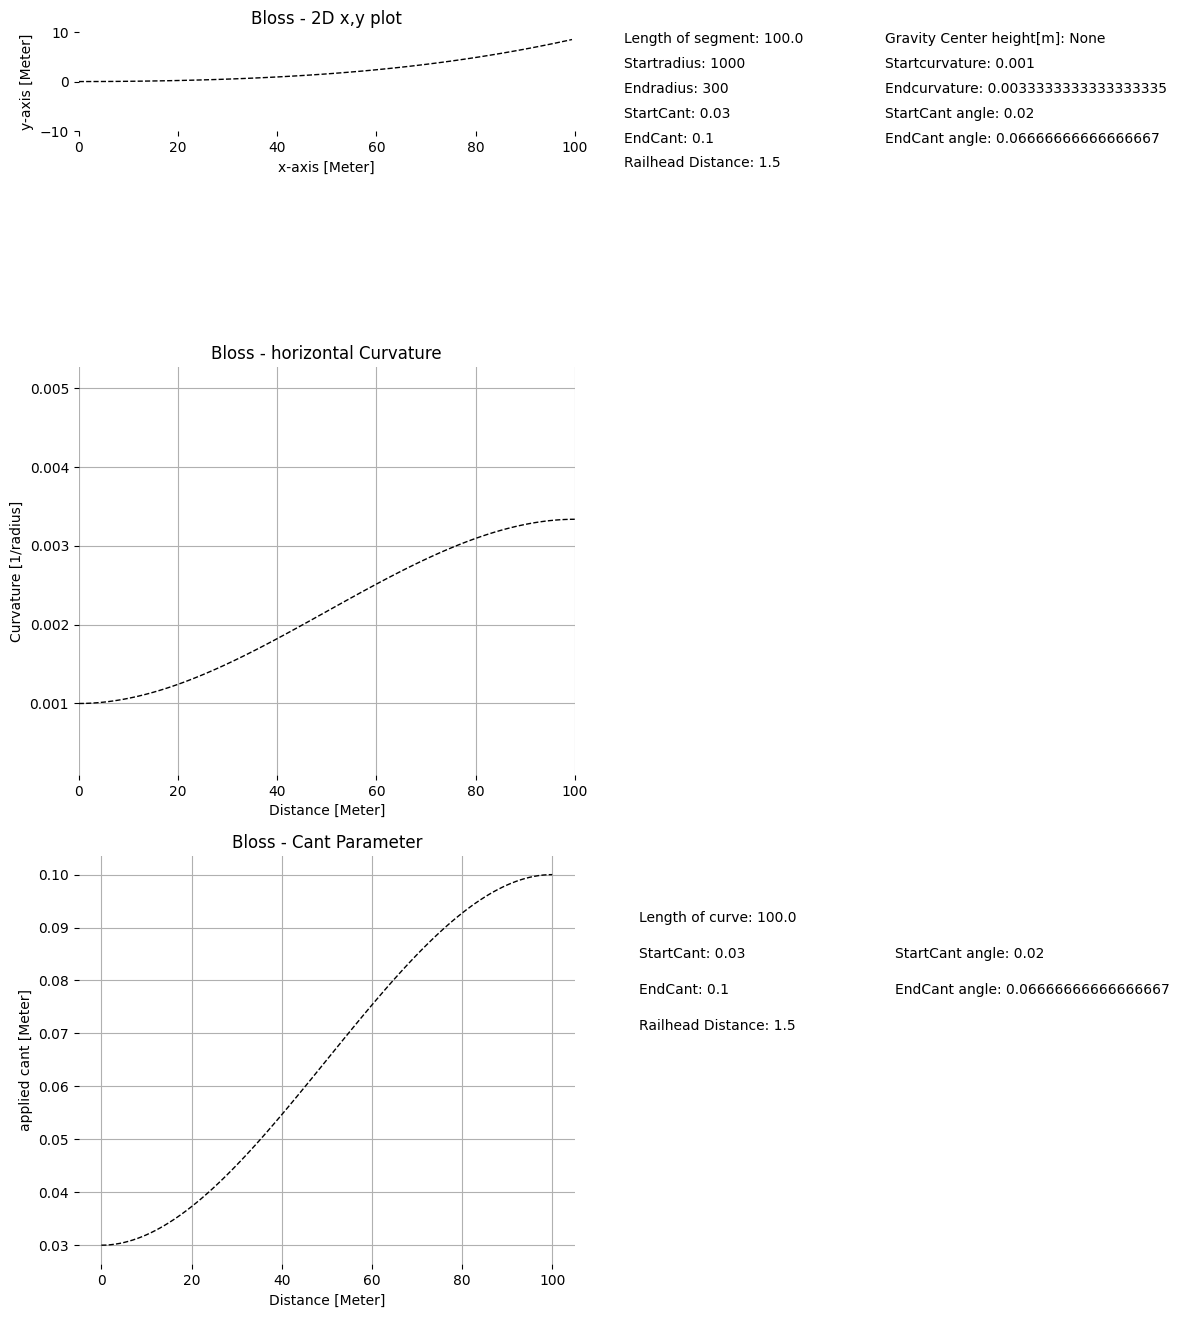 Bloss - 2D x,y plot
10
0
−10
y-axis [Meter]
0 20 40 60 80 100
x-axis [Meter]
Length of segment: 100.0
Startradius: 1000
Endradius: 300
StartCant: 0.03
EndCant: 0.1
Railhead Distance: 1.5
Gravity Center height[m]: None
Startcurvature: 0.001
Endcurvature: 0.0033333333333333335
StartCant angle: 0.02
EndCant angle: 0.06666666666666667
Bloss - horizontal Curvature
0.005
0.004
0.003
0.002
0.001
Curvature [1/radius]
0 20 40 60 80 100
Distance [Meter]
Bloss - Cant Parameter
0.10
0.09
0.08
0.07
0.06
0.05
0.04
0.03
applied cant [Meter]
0 20 40 60 80 100
Distance [Meter]
Length of curve: 100.0
StartCant: 0.03
EndCant: 0.1
Railhead Distance: 1.5
StartCant angle: 0.02
EndCant angle: 0.06666666666666667